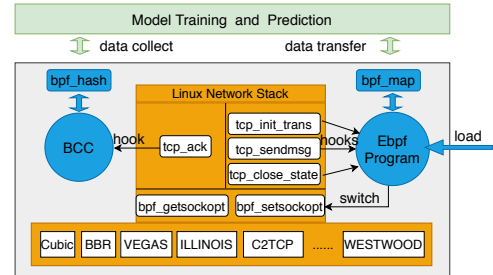 Model Training and Prediction
data collect
data transfer
bpf_hash
bpf_map
Linux Network Stack
tcp_init_trans
BCC
hook
tcp_ack
tcp_sendmsg
hooks
Ebpf
Program
load
tcp_close_state
switch
bpf_getsockopt
bpf_setsockopt
Cubic
BBR
VEGAS
ILLINOIS
C2TCP
......
WESTWOOD